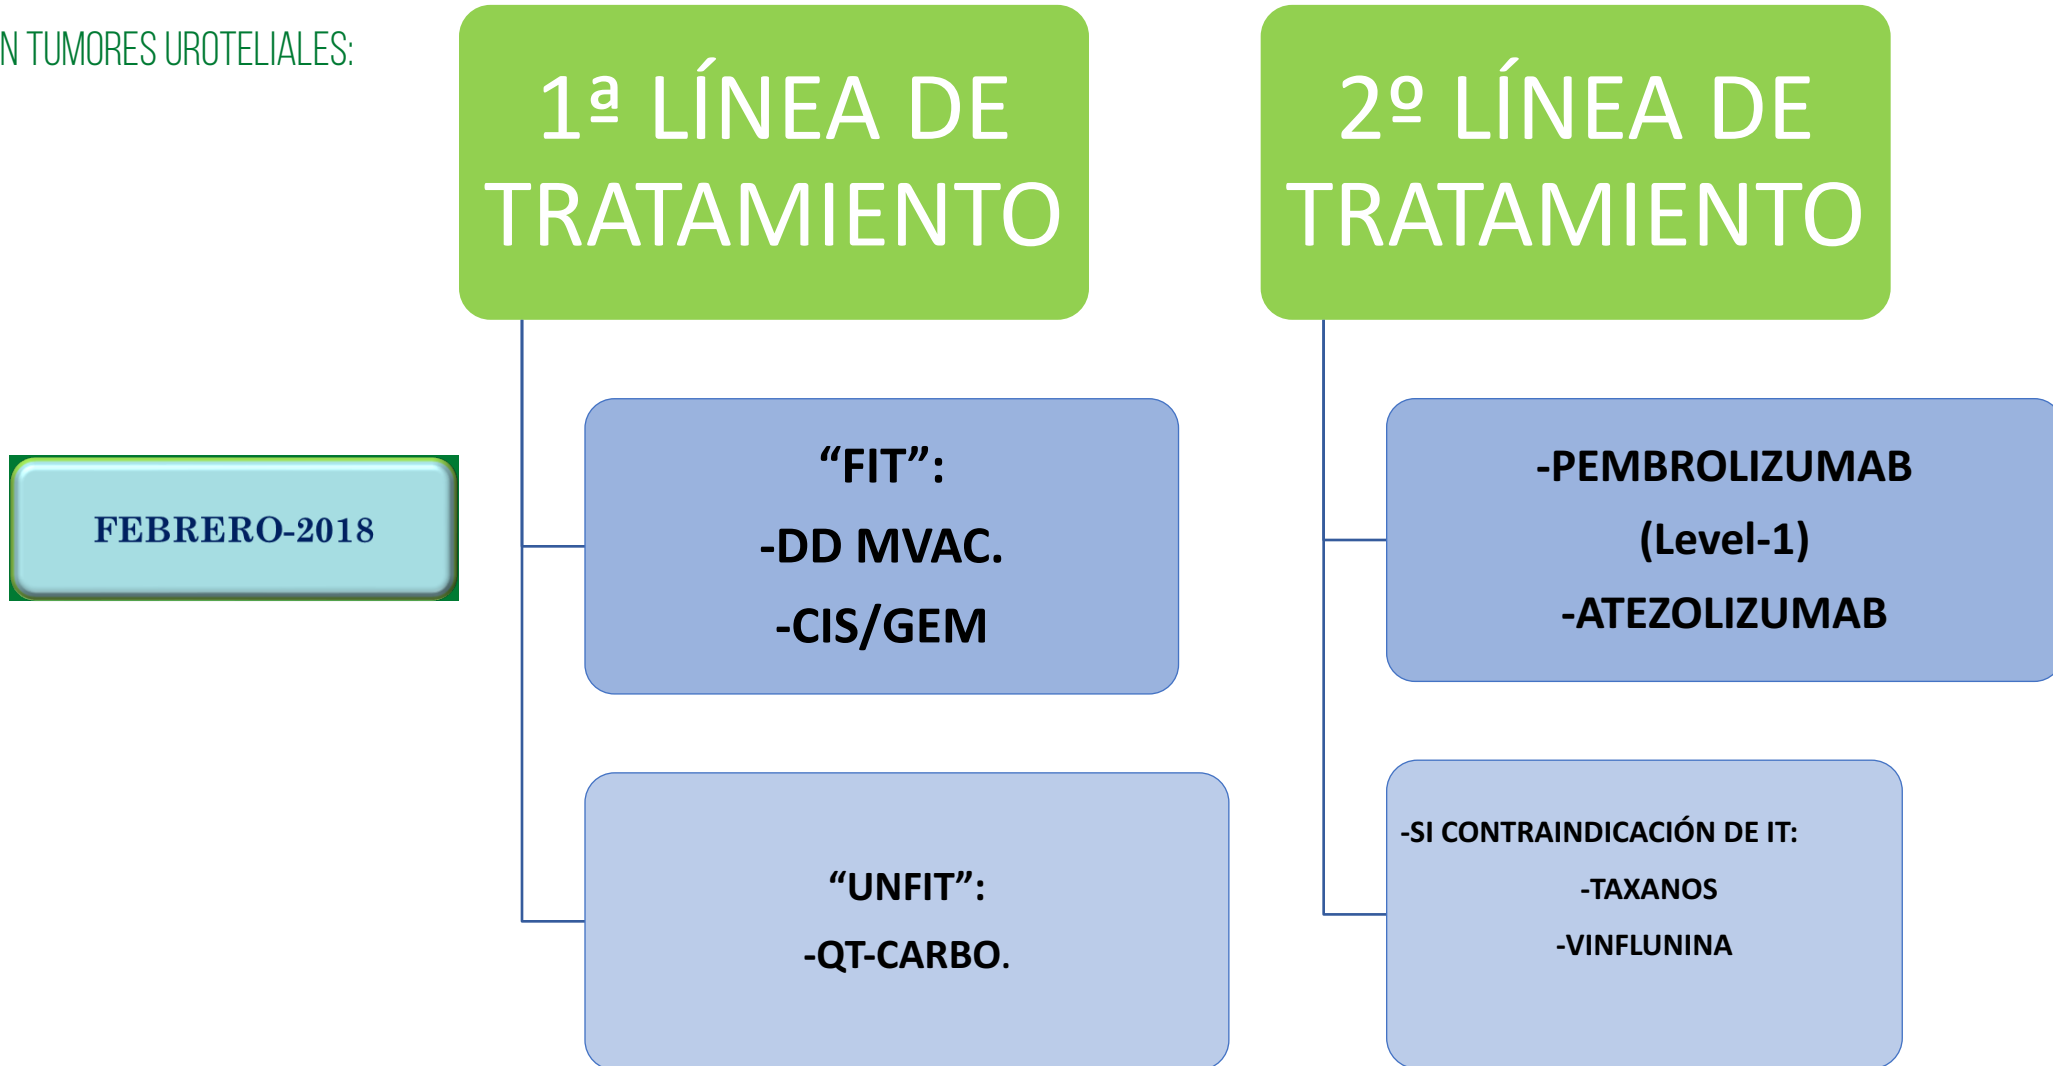 N TUMORES UROTELIALES:
FEBRERO-2018
1ª LÍNEA DE
TRATAMIENTO
“FIT”:
-DD MVAC.
-CIS/GEM
“UNFIT”:
-QT-CARBO.
2º LÍNEA DE
TRATAMIENTO
-PEMBROLIZUMAB
(Level-1)
-ATEZOLIZUMAB
-SI CONTRAINDICACIÓN DE IT:
-TAXANOS
-VINFLUNINA